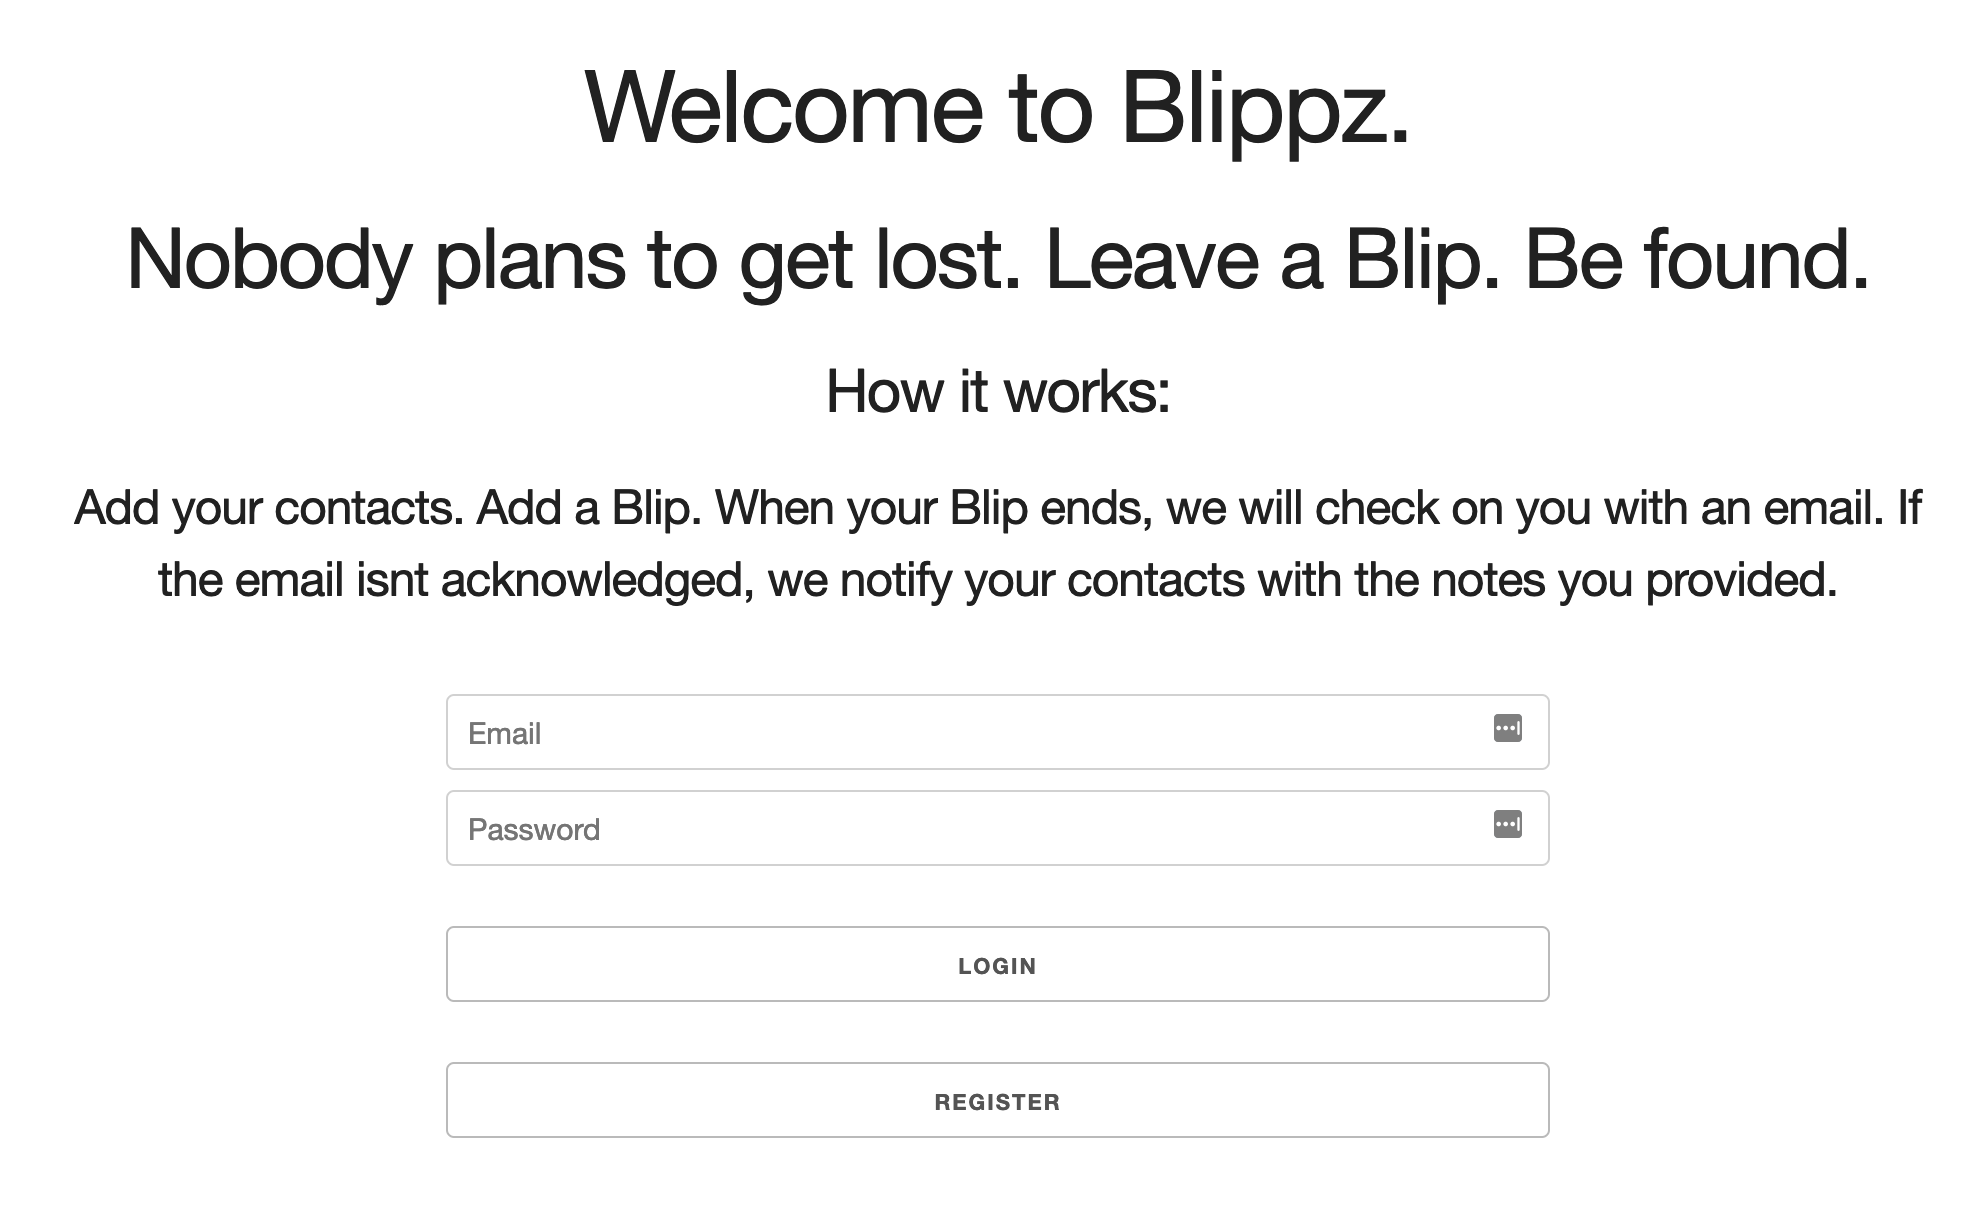 Welcome to Blippz.
Nobody plans to get lost. Leave a Blip. Be found.
How it works:
Add your contacts. Add a Blip. When your Blip ends, we will check on you with an email. If
the email isnt acknowledged, we notify your contacts with the notes you provided.
Email
Password
LOGIN
REGISTER